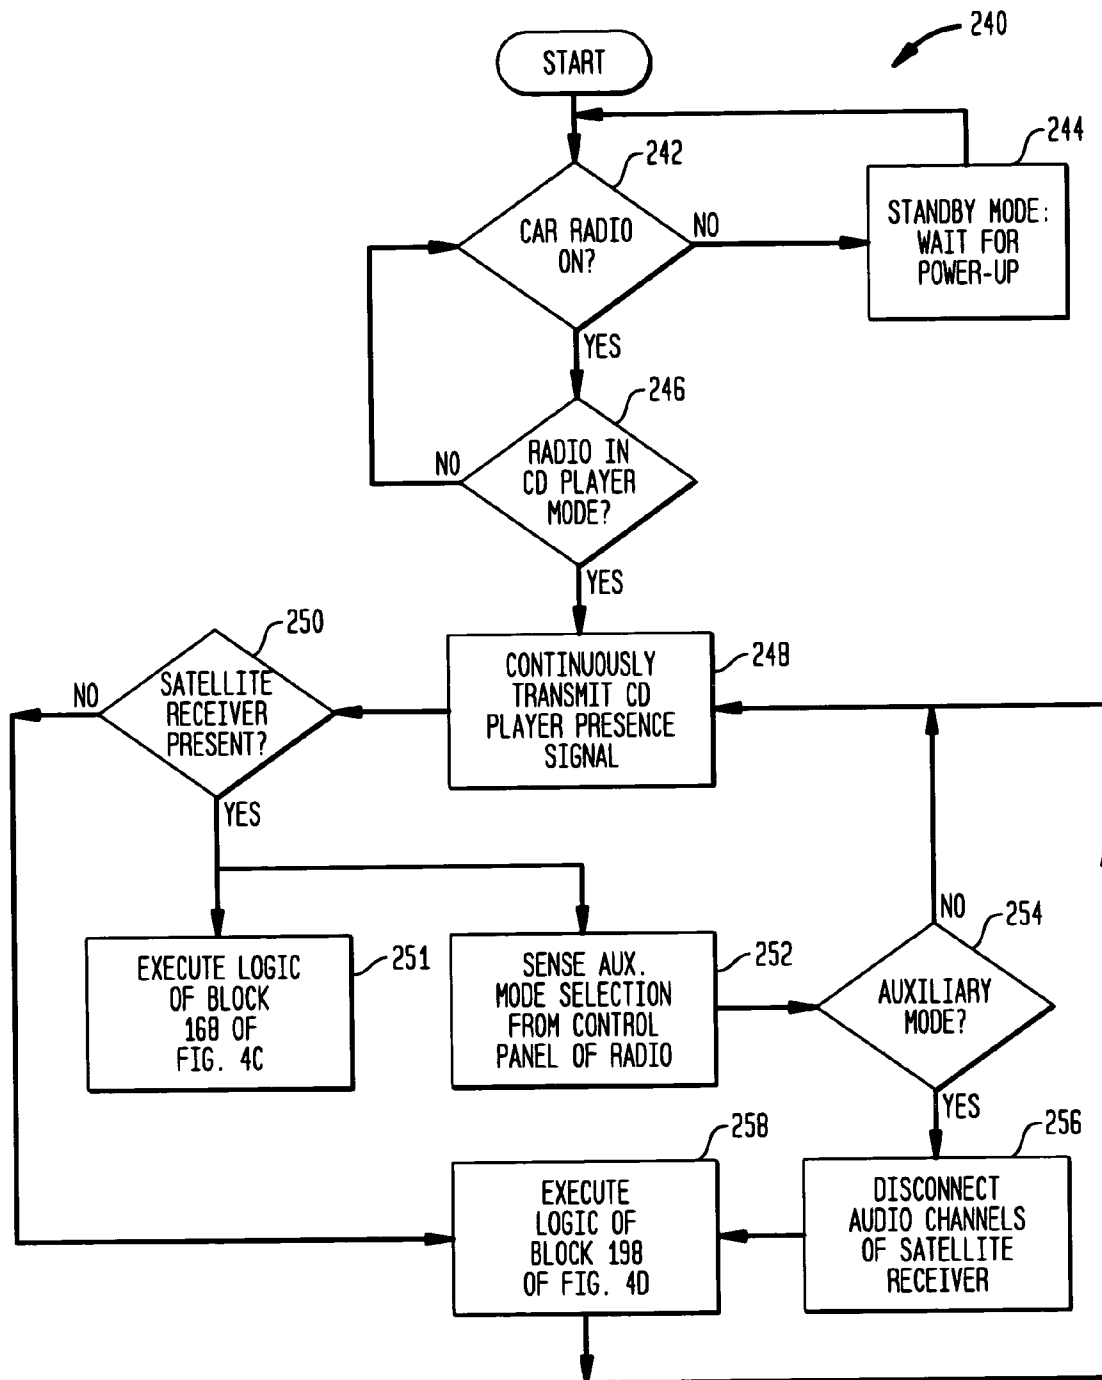 240
START
244
242
STANDBY MODE:
WAIT FOR
POWER-UP
CAR RADIO
ON?
NO
YES
246
RADIO IN
CD PLAYER
MODE?
NO
YES
250
248
SATELLITE
RECEIVER
PRESENT?
NO
CONTINUOUSLY
TRANSMIT CD
PLAYER PRESENCE
SIGNAL
YES
251
EXECUTE LOGIC
OF BLOCK
168 OF
FIG. 4C
252
SENSE AUX.
MODE SELECTION
FROM CONTROL
PANEL OF RADIO
NO
254
AUXILIARY
MODE?
YES
258
256
EXECUTE
LOGIC OF
BLOCK 198
OF FIG. 4D
DISCONNECT
AUDIO CHANNELS
OF SATELLITE
RECEIVER